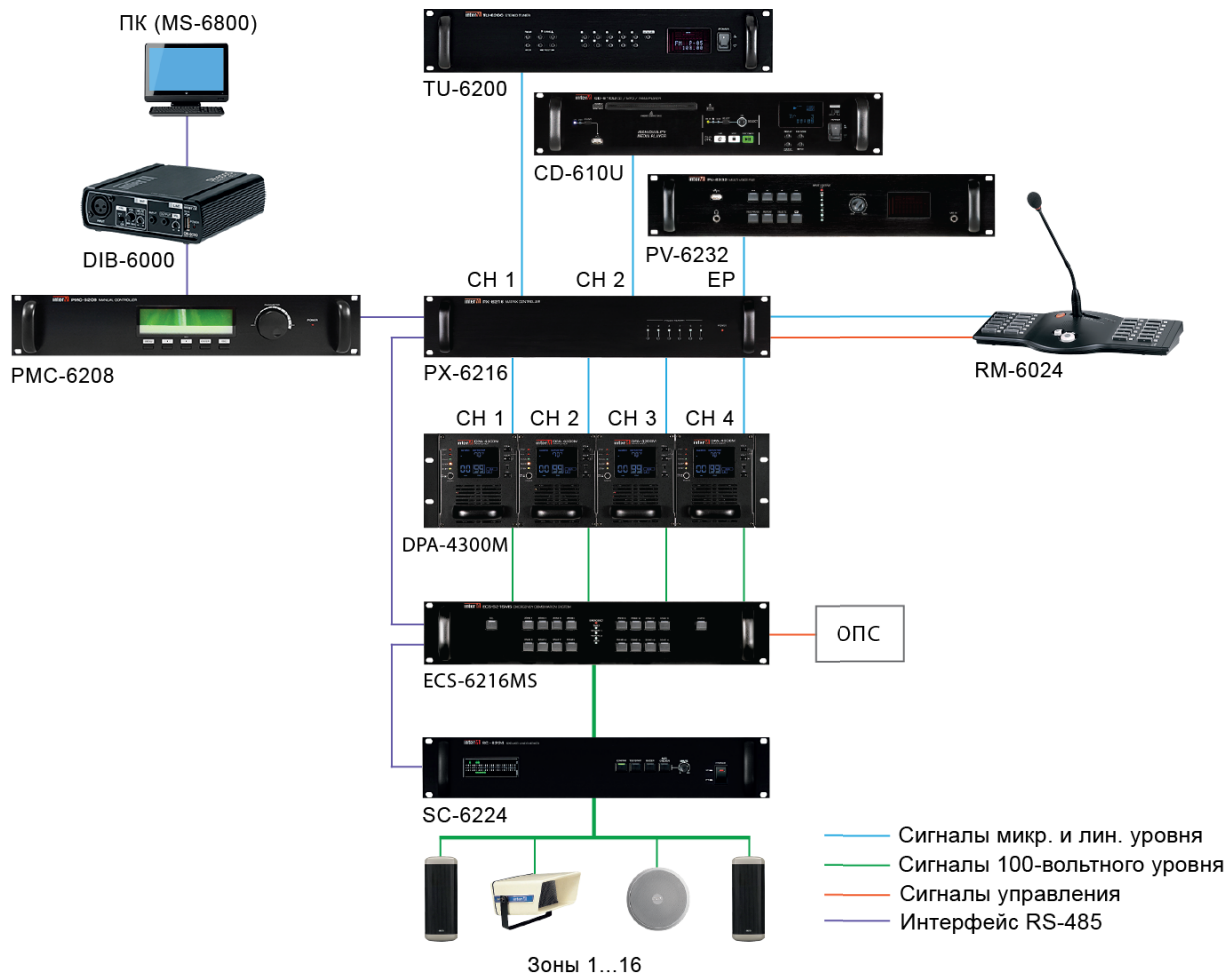 ПК (MS-6800)
TU-6200
CD-610U
DIB-6000
PV-6232
CH 1
CH 2
EP
PMC-6208
PX-6216
RM-6024
CH 1
CH 2
CH 3
CH 4
DPA-4300M
ОПС
ECS-6216MS
SC-6224
Сигналы микр. и лин. уровня
Сигналы 100-вольтного уровня
Сигналы управления
Интерфейс RS-485
Зоны 1...16